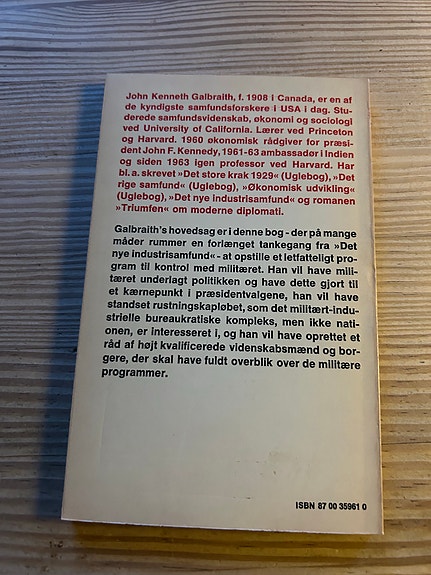 John Kenneth Galbraith, f. 1908 i Canada, er en af
de kyndigste samfundsforskere i USA i dag. Stu-
derede samfundsvidenskab, økonomi og sociologi
ved University of California. Lærer ved Princeton
og Harvard. 1960 økonomisk rådgiver for præsi-
dent John F. Kennedy, 1961-63 ambassadør i Indien
og siden 1963 igen professor ved Harvard. Har
bl. a. skrevet »Det store krak 1929« (Uglebog), »Det
rige samfund« (Uglebog), »Økonomisk udvikling«
(Uglebog), »Det nye industrisamfund« og romanen
»Triumfen« om moderne diplomati.
Galbraith's hovedsag er i denne bog - der på mange
måder rummer en forlænget tankegang fra »Det
nye industrisamfund« - at opstille et letfatteligt pro-
gram til kontrol med militæret. Han vil have mili-
tæret underlagt politikken og have dette gjort til
et kærnepunkt i præsidentvalgene, han vil have
standset rustningskapløbet, som det militært-indu-
strielle bureaukratiske kompleks, men ikke nati-
onen, er interesseret i, og han vil have oprettet et
råd af højt kvalificerede videnskabsmænd og bor-
gere, der skal have fuldt overblik over de militære
programmer.
ISBN 87 00 35961 0